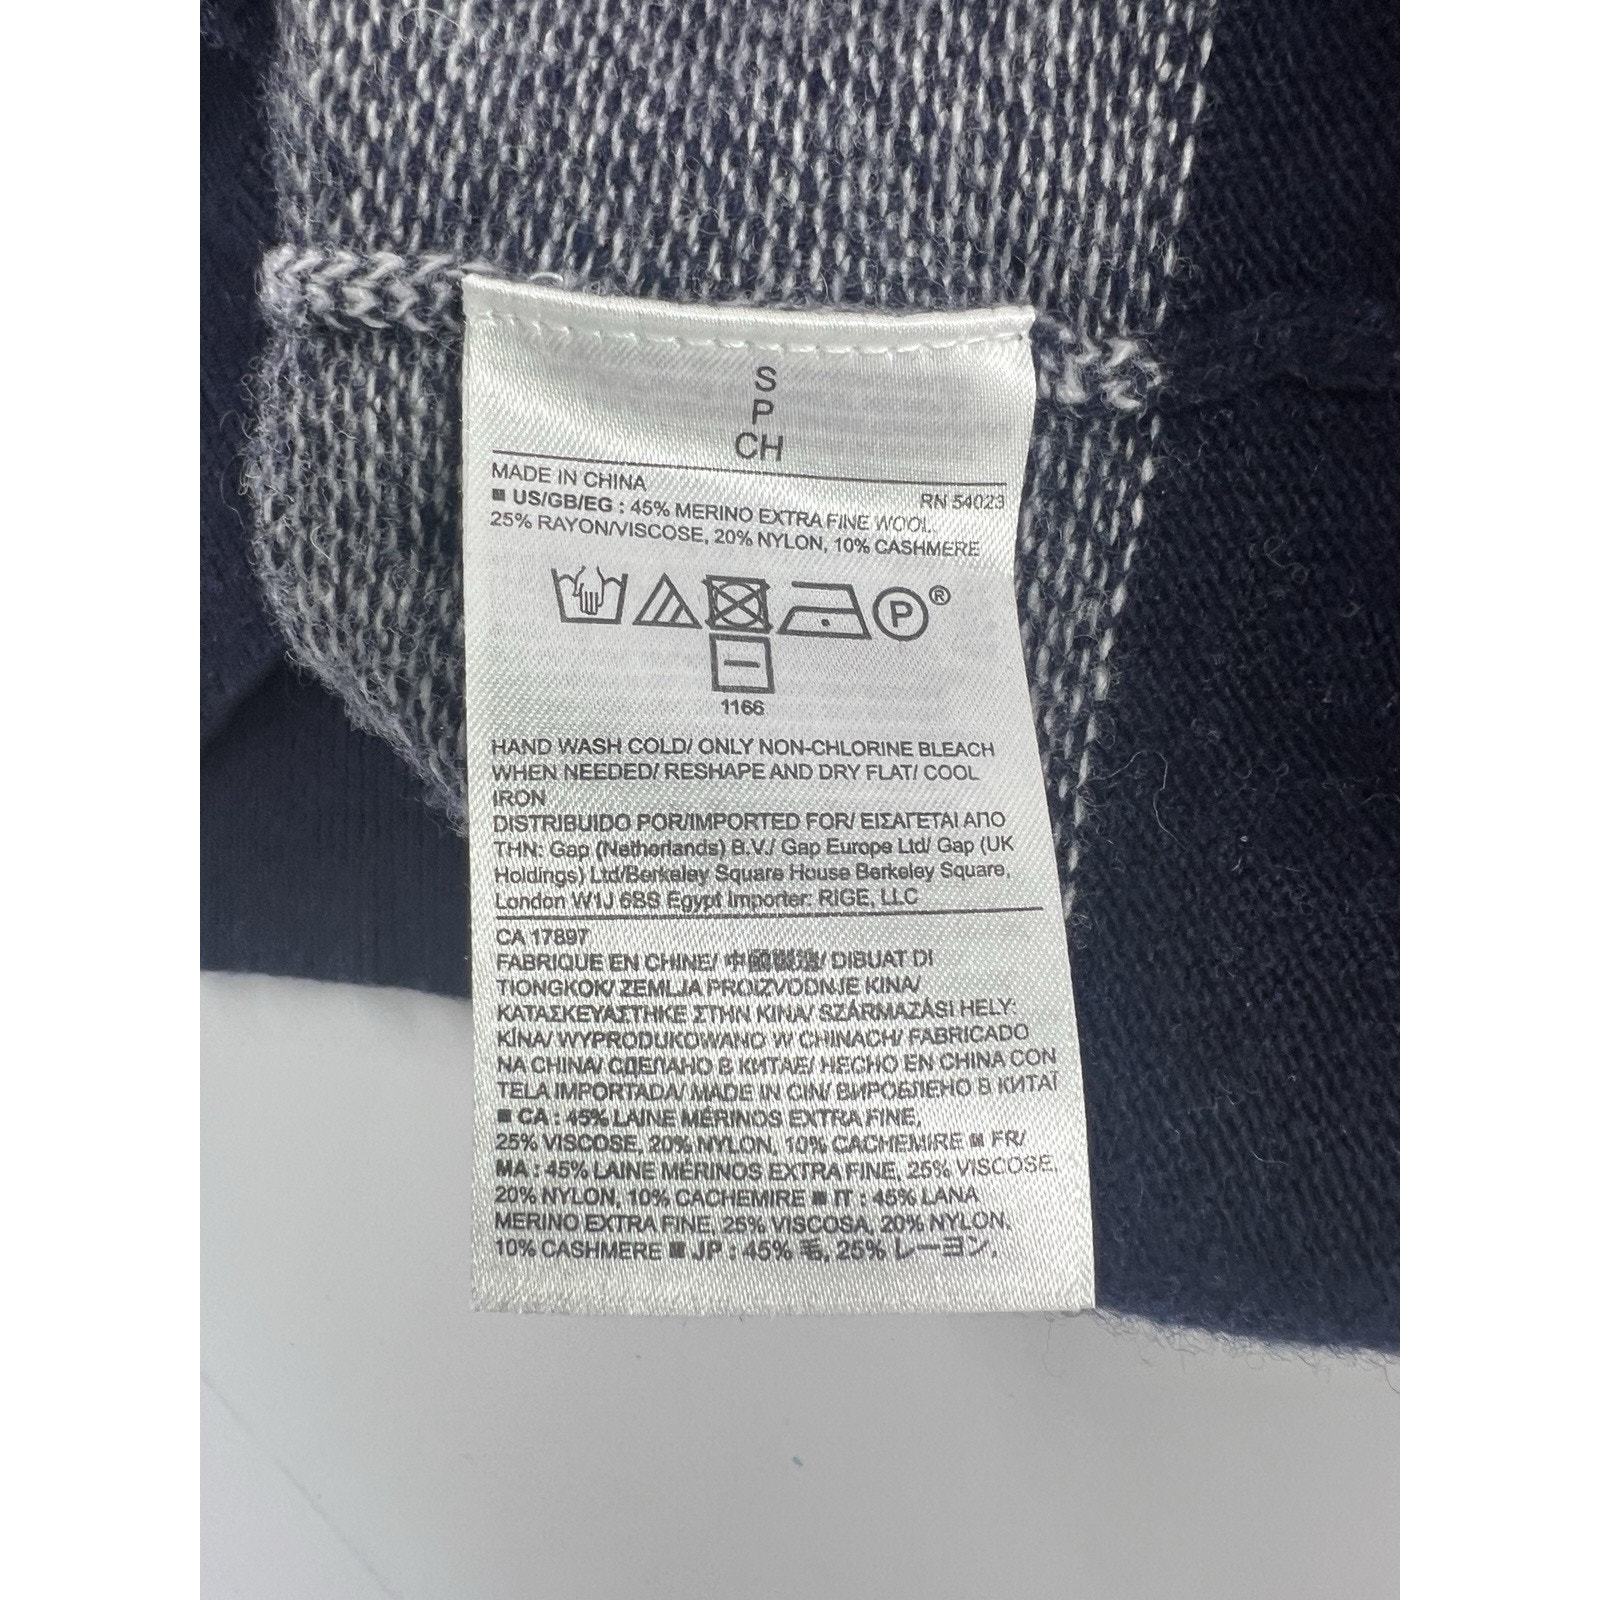 S
P
CH
MADE IN CHINA RN 54023
■ US/GB/EG : 45% MERINO EXTRA FINE WOOL,
25% RAYON/VISCOSE, 20% NYLON, 10% CASHMERE
P®
1166
HAND WASH COLD/ ONLY NON-CHLORINE BLEACH
WHEN NEEDED/ RESHAPE AND DRY FLAT/ COOL
IRON
DISTRIBUIDO POR/IMPORTED FOR/ ΕΙΣΑΓΕΤΑΙ ΑΠΟ
ΤΗΝ: Gap (Netherlands) B.V./ Gap Europe Ltd/ Gap (UK
Holdings) Ltd/Berkeley Square House Berkeley Square,
London W1J 6BS Egypt Importer: RIGE, LLC
CA 17897
FABRIQUE EN CHINE/ 中國製造/ DIBUAT DI
TIONGKOK/ ZEMLJA PROIZVODNJE KINA/
ΚΑΤΑΣΚΕΥΑΣΤΗΚΕ ΣΤΗΝ ΚΙΝΑ/ SZÁRMAZÁSI HELY:
KÍNA/ WYPRODUKOWANO W CHINACH/ FABRICADO
NA CHINA/ СДЕЛАНО В КИТАЕ/ HECHO EN CHINA CON
TELA IMPORTADA/ MADE IN CIN/ ВИРОБЛЕНО В КИТАЇ
■ CA : 45% LAINE MÉRINOS EXTRA FINE,
25% VISCOSE, 20% NYLON, 10% CACHEMIRE ■ FR/
MA : 45% LAINE MÉRINOS EXTRA FINE, 25% VISCOSE,
20% NYLON, 10% CACHEMIRE ■ IT : 45% LANA
MERINO EXTRA FINE, 25% VISCOSA, 20% NYLON,
10% CASHMERE ■ JP : 45% 毛, 25% レーヨン,